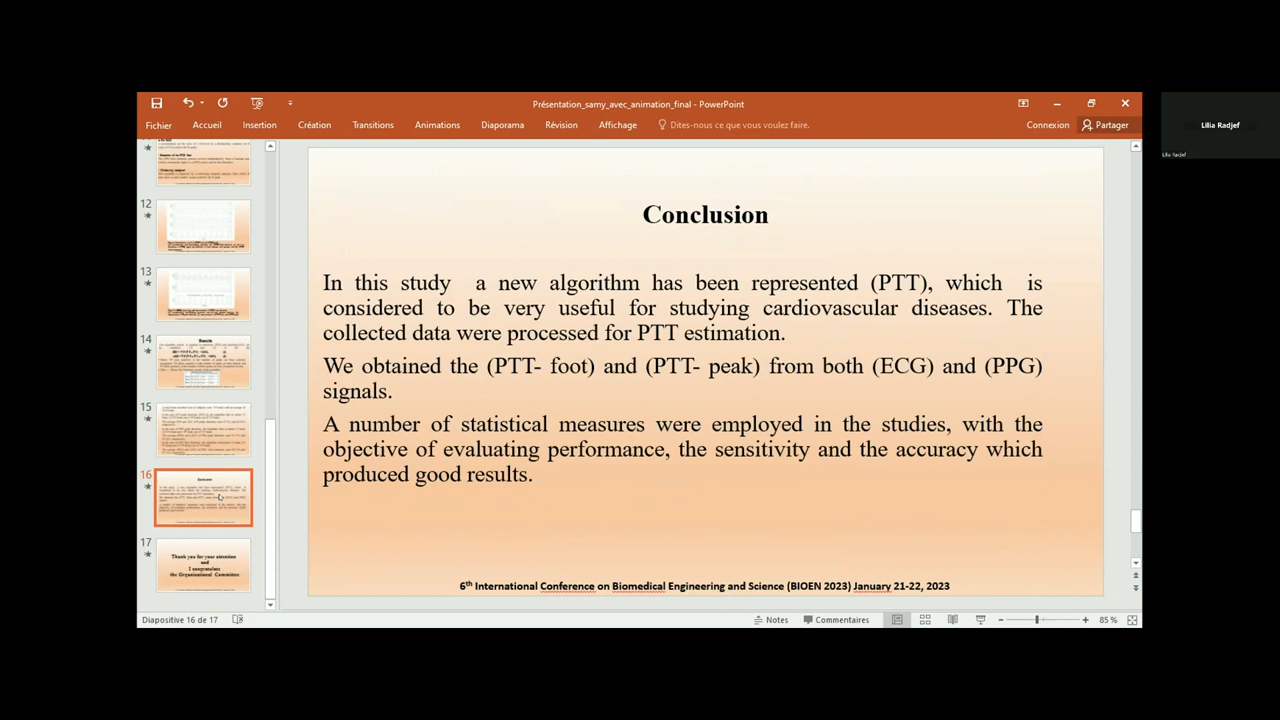 Présentation_samy_avec_animation_final - PowerPoint
Fichier Accueil Insertion Création Transitions Animations Diaporama Révision Affichage Dites-nous ce que vous voulez faire. Connexion Partager
Lilia Radjef
Lilia Radjef
12
13
14
Results
15
16
Conclusion
17
Thank you for your attention
and
I congratulate
the Organizational Committee
Conclusion
In this study a new algorithm has been represented (PTT), which is
considered to be very useful for studying cardiovascular diseases. The
collected data were processed for PTT estimation.
We obtained the (PTT- foot) and (PTT- peak) from both (ECG) and (PPG)
signals.
A number of statistical measures were employed in the studies, with the
objective of evaluating performance, the sensitivity and the accuracy which
produced good results.
6th International Conference on Biomedical Engineering and Science (BIOEN 2023) January 21-22, 2023
Diapositive 16 de 17 Notes Commentaires 85 %